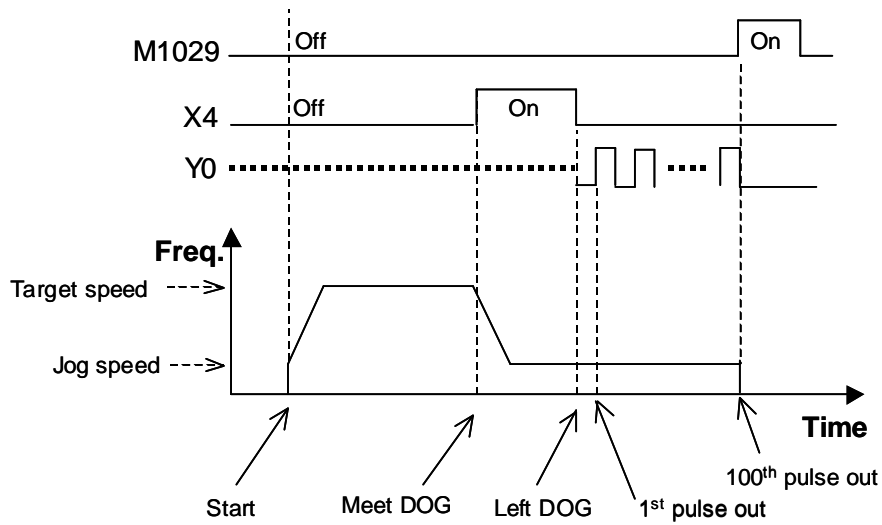 M1029
Off
On
X4
Off
On
Y0
Freq.
Target speed
Jog speed
Time
Start
Meet DOG
Left DOG
1st pulse out
100th pulse out